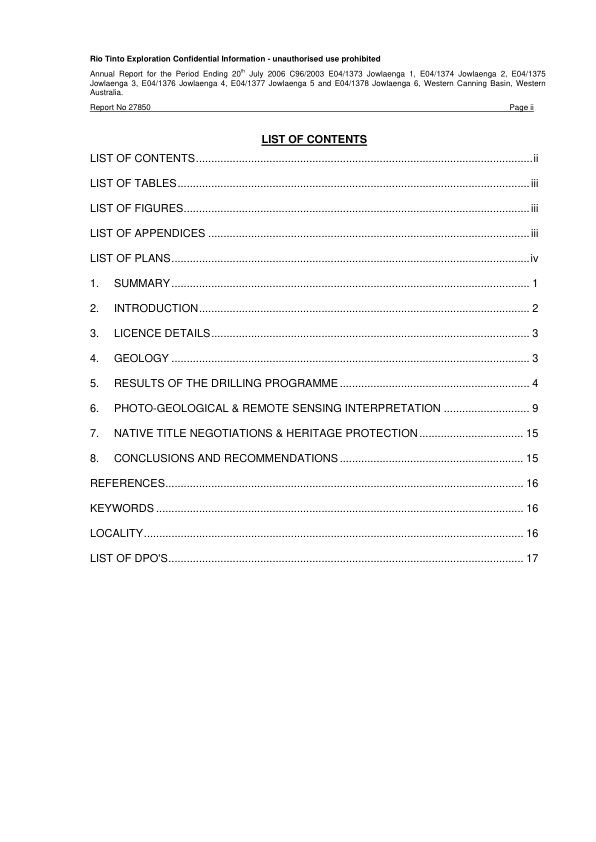 Rio Tinto Exploration Confidential Information - unauthorised use prohibited
Annual Report for the Period Ending 20th July 2006 C96/2003 E04/1373 Jowlaenga 1, E04/1374 Jowlaenga 2, E04/1375
Jowlaenga 3, E04/1376 Jowlaenga 4, E04/1377 Jowlaenga 5 and E04/1378 Jowlaenga 6, Western Canning Basin, Western
Australia.
Report No 27850 Page ii
LIST OF CONTENTS
LIST OF CONTENTS..............................................................................................................ii
LIST OF TABLES...................................................................................................................iii
LIST OF FIGURES.................................................................................................................iii
LIST OF APPENDICES .........................................................................................................iii
LIST OF PLANS.....................................................................................................................iv
1. SUMMARY..................................................................................................................... 1
2. INTRODUCTION............................................................................................................ 2
3. LICENCE DETAILS........................................................................................................ 3
4. GEOLOGY ..................................................................................................................... 3
5. RESULTS OF THE DRILLING PROGRAMME............................................................. 4
6. PHOTO-GEOLOGICAL & REMOTE SENSING INTERPRETATION ............................ 9
7. NATIVE TITLE NEGOTIATIONS & HERITAGE PROTECTION.................................. 15
8. CONCLUSIONS AND RECOMMENDATIONS............................................................ 15
REFERENCES..................................................................................................................... 16
KEYWORDS ........................................................................................................................ 16
LOCALITY............................................................................................................................ 16
LIST OF DPO'S.................................................................................................................... 17